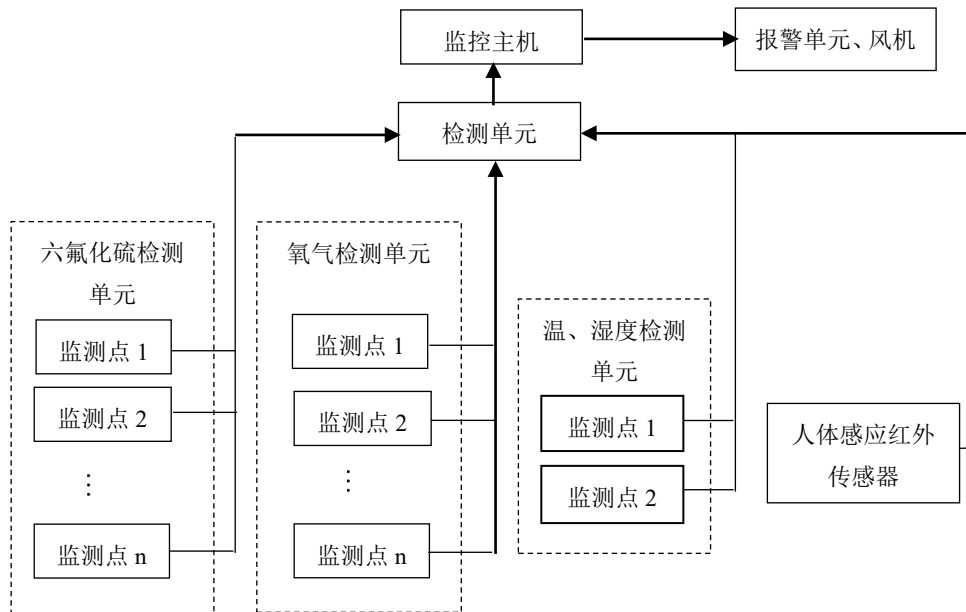 监控主机
报警单元、风机
检测单元
六氟化硫检测
单元
监测点 1
监测点 2
⋮
监测点 n
氧气检测单元
监测点 1
监测点 2
⋮
监测点 n
温、湿度检测
单元
监测点 1
监测点 2
人体感应红外
传感器